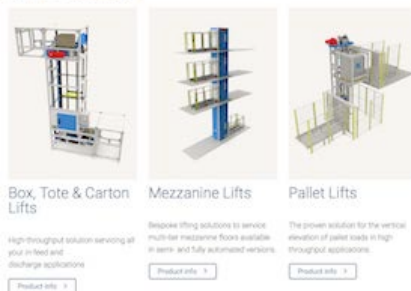 Box, Tote & Carton
Lifts
High-throughput solution servicing all
your in-feed and
discharge applications
Product info >
Mezzanine Lifts
Bespoke lifting solutions to service
multi-tier mezzanine floors available
in semi- and fully automated versions.
Product info >
Pallet Lifts
The proven solution for the vertical
elevation of pallet loads in high
throughput applications.
Product info >